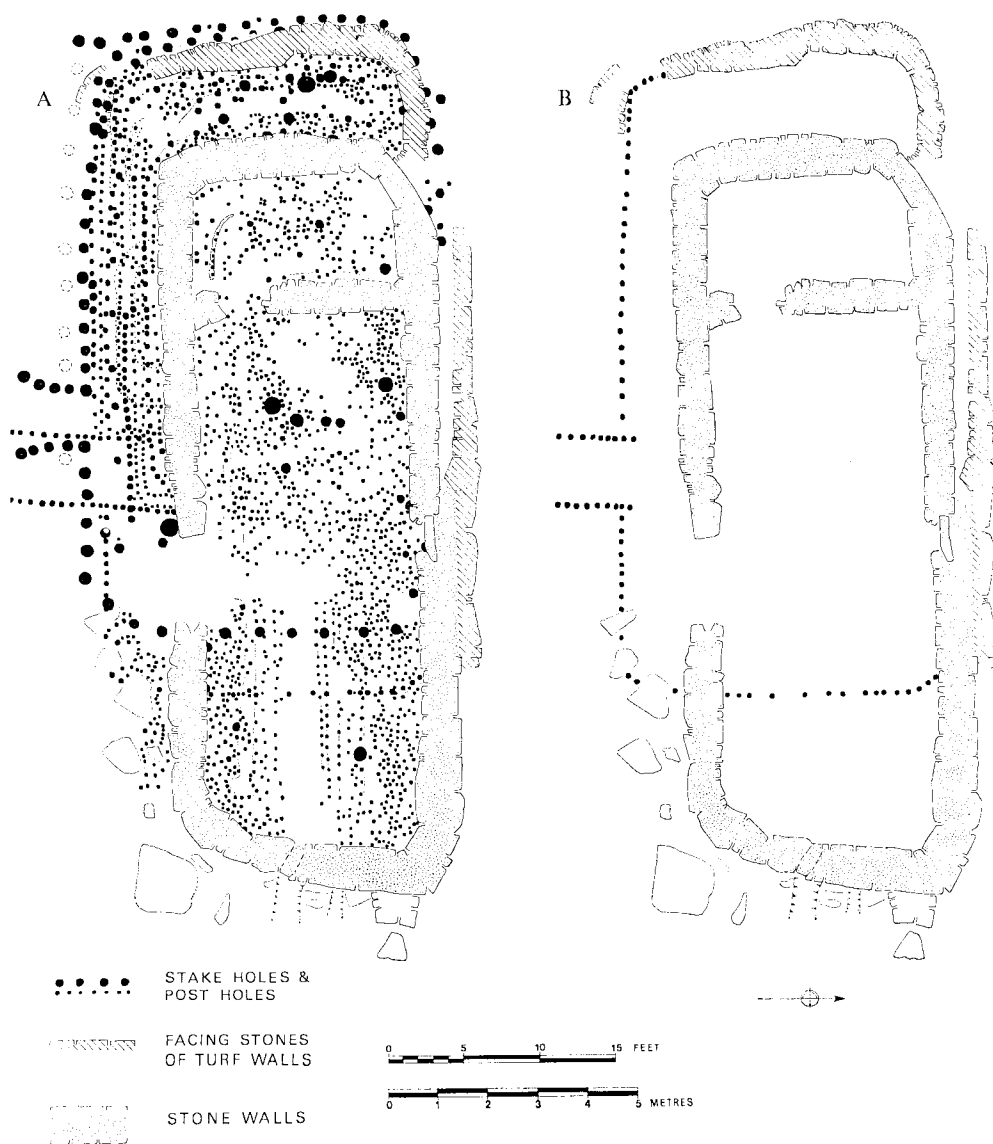 A
B
STAKE HOLES &
POST HOLES
FACING STONES
OF TURF WALLS
STONE WALLS
0 5 10 15 FEET
0 1 2 3 4 5 METRES